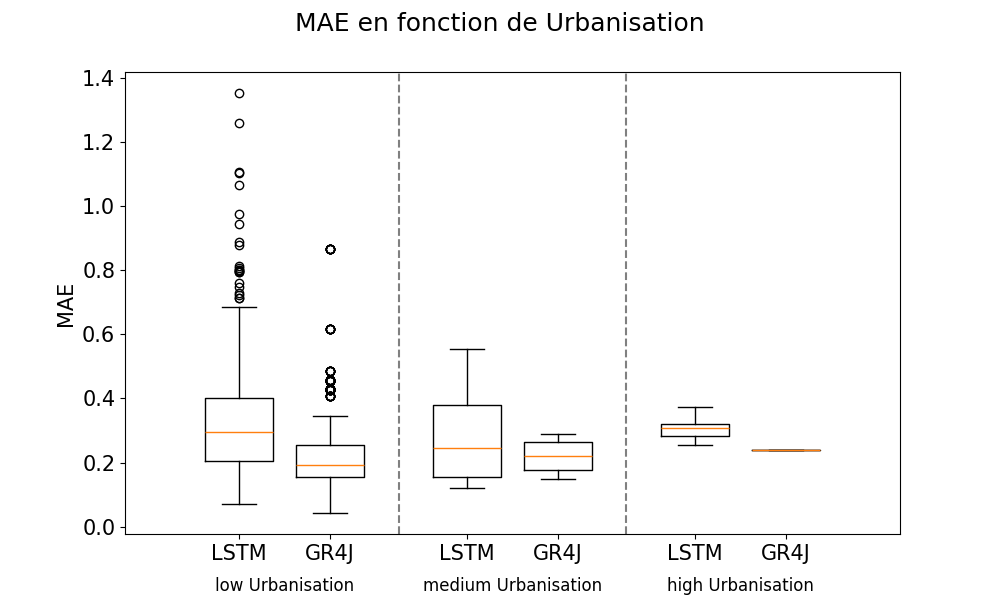 MAE en fonction de Urbanisation
1.4
1.2
1.0
0.8
0.6
0.4
0.2
0.0
MAE
LSTM GR4J LSTM GR4J LSTM GR4J
low Urbanisation medium Urbanisation high Urbanisation